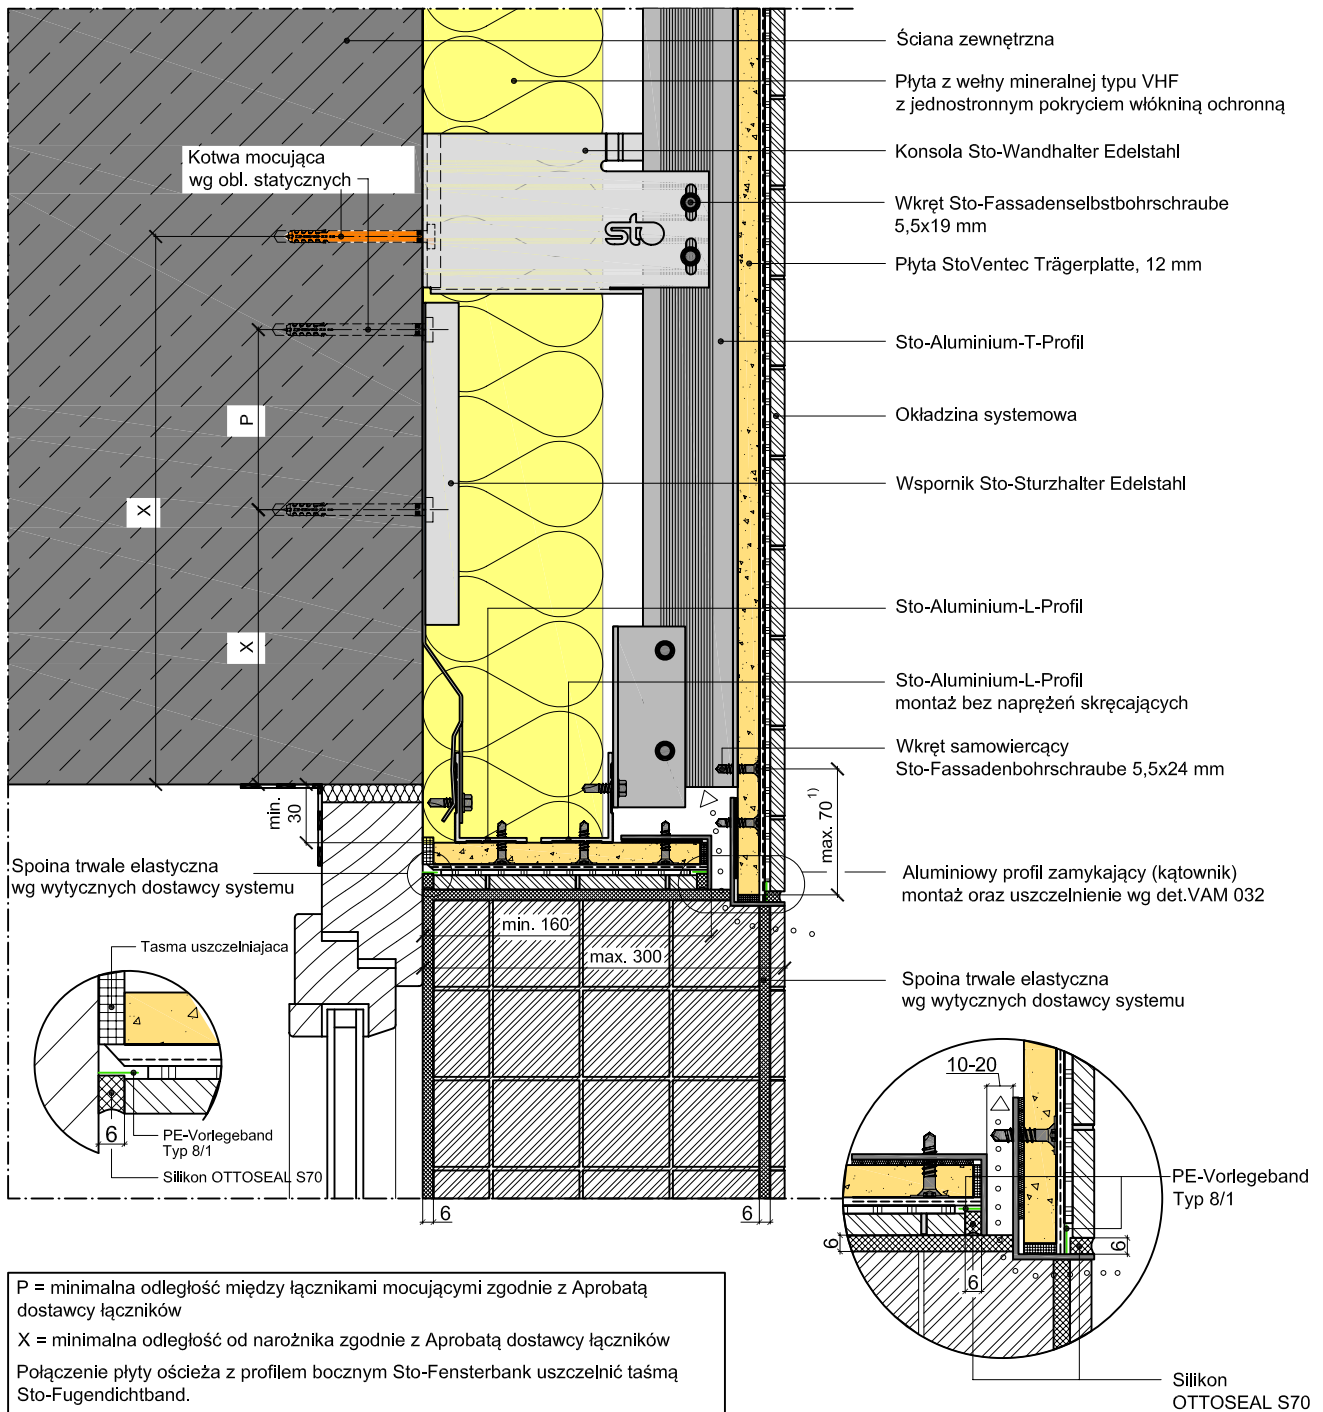 Ściana zewnętrzna
Płyta z wełny mineralnej typu VHF
z jednostronnym pokryciem włókniną ochronną
Kotwa mocująca
wg obl. statycznych
Konsola Sto-Wandhalter Edelstahl
Wkręt Sto-Fassadenselbstbohrschraube
5,5x19 mm
sto
Płyta StoVentec Trägerplatte, 12 mm
Sto-Aluminium-T-Profil
P
Okładzina systemowa
X
Wspornik Sto-Sturzhalter Edelstahl
Sto-Aluminium-L-Profil
X
Sto-Aluminium-L-Profil
montaż bez naprężeń skręcających
Wkręt samowiercący
Sto-Fassadenbohrschraube 5,5x24 mm
min.
30
max. 70 1)
Spoina trwale elastyczna
wg wytycznych dostawcy systemu
Aluminiowy profil zamykający (kątownik)
montaż oraz uszczelnienie wg det.VAM 032
min. 160
Tasma uszczelniajaca
max. 300
Spoina trwale elastyczna
wg wytycznych dostawcy systemu
10-20
6
PE-Vorlegeband
Typ 8/1
Silikon OTTOSEAL S70
PE-Vorlegeband
Typ 8/1
6
6
6
6
6
P = minimalna odległość między łącznikami mocującymi zgodnie z Aprobatą
dostawcy łączników
X = minimalna odległość od narożnika zgodnie z Aprobatą dostawcy łączników
Połączenie płyty ościeża z profilem bocznym Sto-Fensterbank uszczelnić taśmą
Sto-Fugendichtband.
Silikon
OTTOSEAL S70